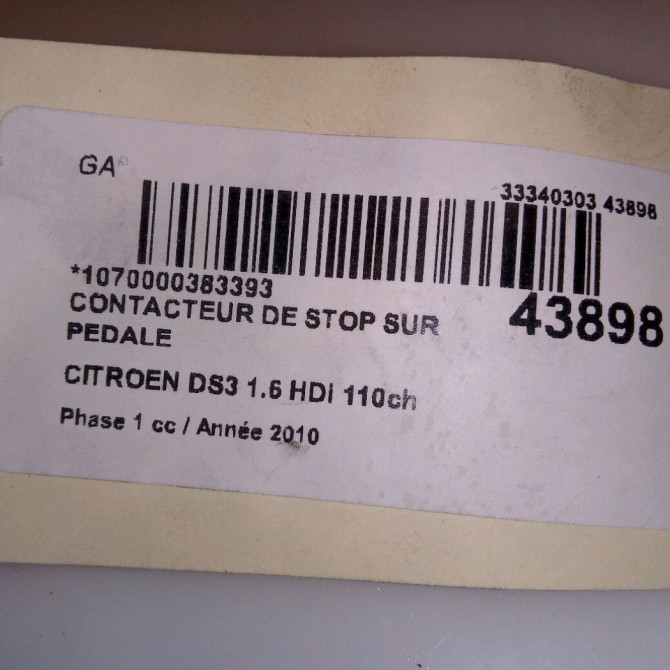 GA
33340303 43898
*1070000383393
43898
CONTACTEUR DE STOP SUR
PEDALE
CITROEN DS3 1.6 HDi 110ch
Phase 1 cc / Année 2010